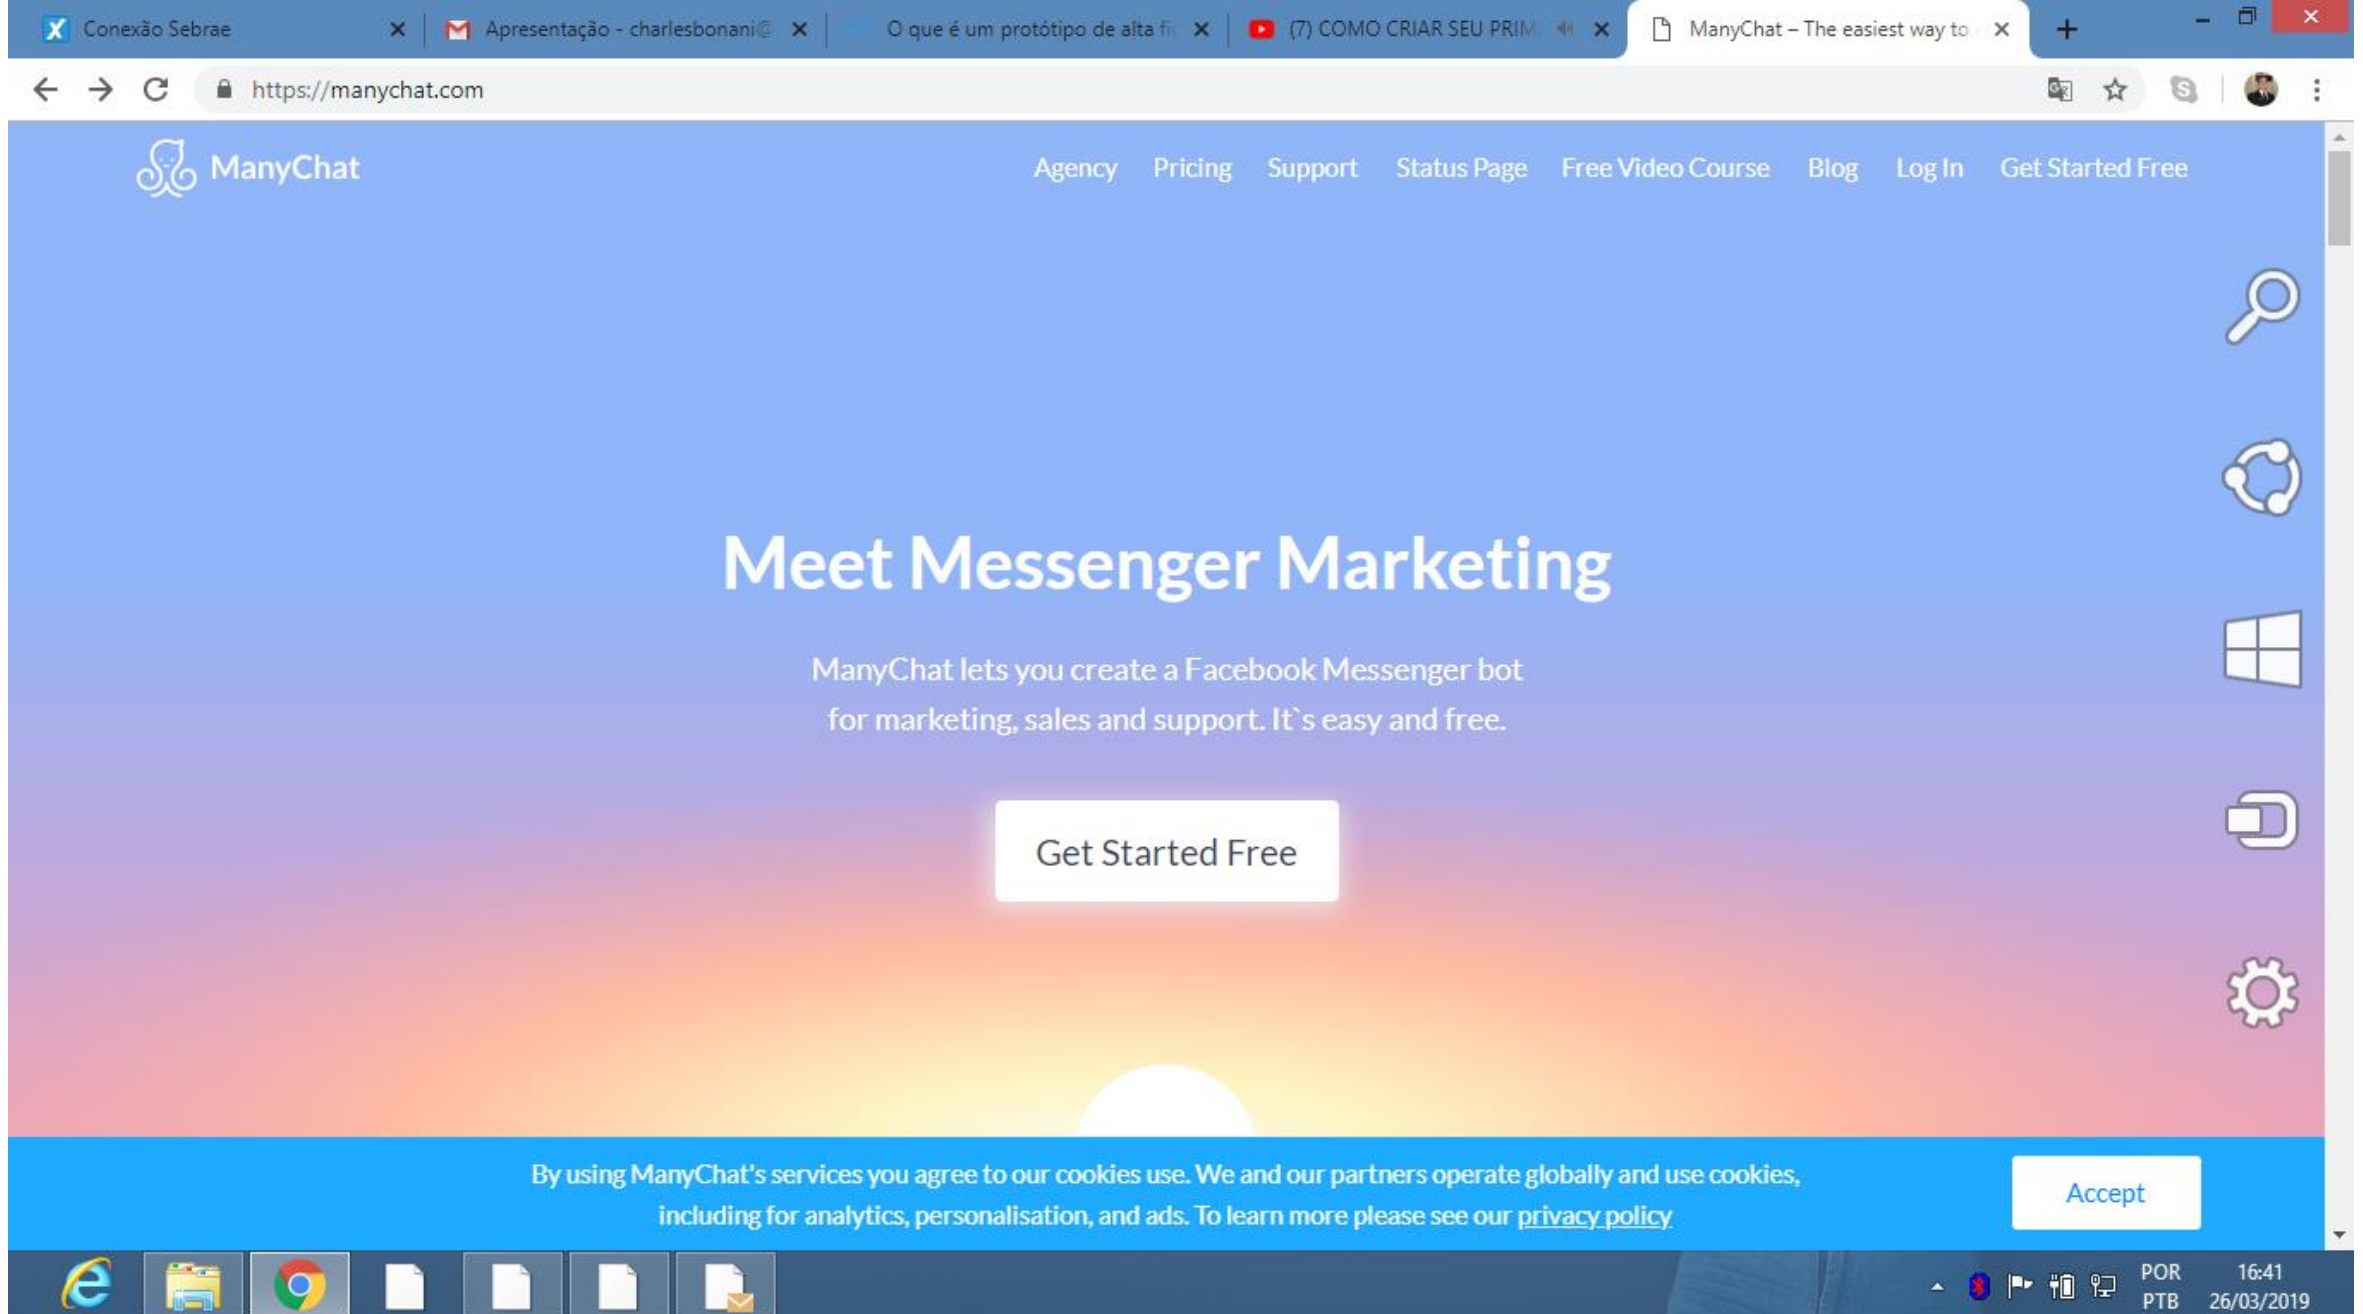 Conexão Sebrae
Apresentação - charlesbonani@
O que é um protótipo de alta fi
(7) COMO CRIAR SEU PRIM
ManyChat – The easiest way to
https://manychat.com
ManyChat
Agency Pricing Support Status Page Free Video Course Blog Log In Get Started Free
Meet Messenger Marketing
ManyChat lets you create a Facebook Messenger bot
for marketing, sales and support. It`s easy and free.
Get Started Free
By using ManyChat's services you agree to our cookies use. We and our partners operate globally and use cookies,
including for analytics, personalisation, and ads. To learn more please see our privacy policy
Accept
POR 16:41
PTB 26/03/2019